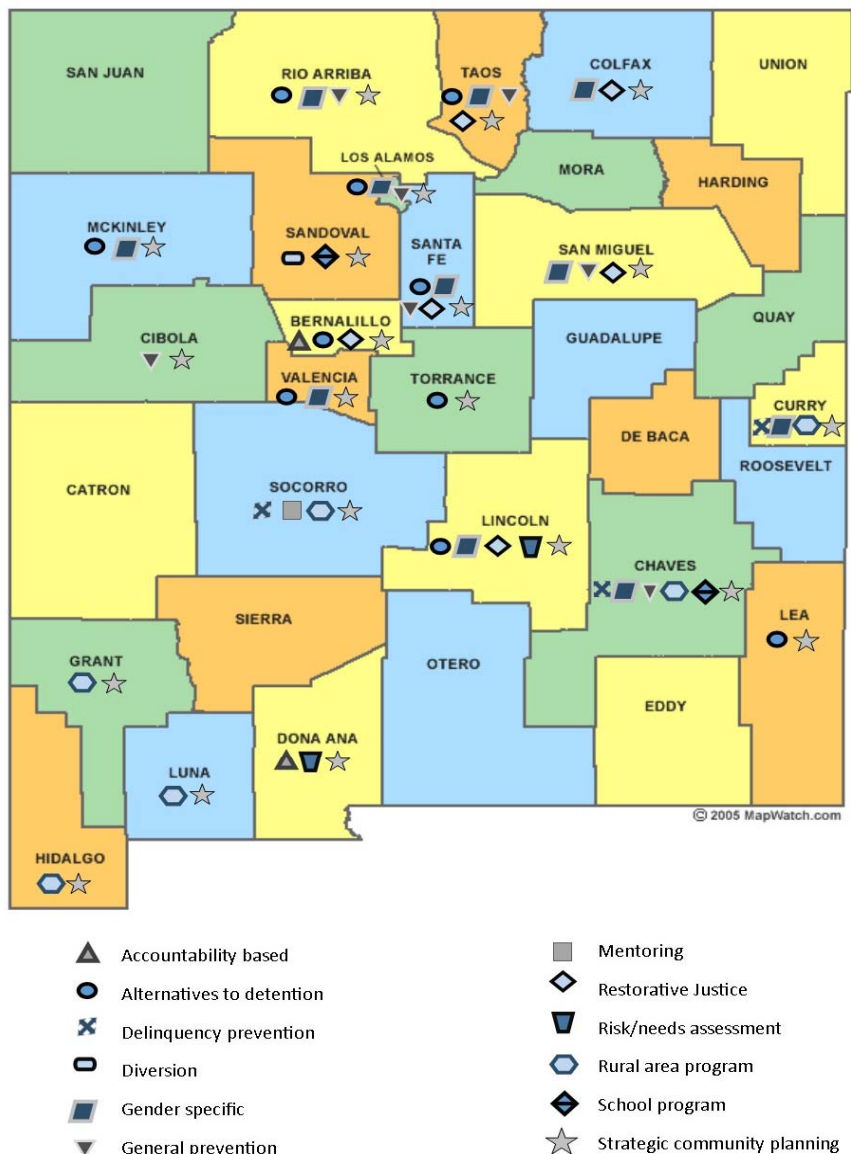 SAN JUAN
RIO ARRIBA
TAOS
COLFAX
UNION
LOS ALAMOS
MORA
HARDING
MCKINLEY
SANDOVAL
SANTA
FE
SAN MIGUEL
QUAY
CIBOLA
BERNALILLO
GUADALUPE
VALENCIA
TORRANCE
CURRY
DE BACA
ROOSEVELT
CATRON
SOCORRO
LINCOLN
CHAVES
SIERRA
LEA
GRANT
OTERO
EDDY
DONA ANA
LUNA
© 2005 MapWatch.com
HIDALGO
Accountability based
Alternatives to detention
Delinquency prevention
Diversion
Gender specific
General prevention
Mentoring
Restorative Justice
Risk/needs assessment
Rural area program
School program
Strategic community planning